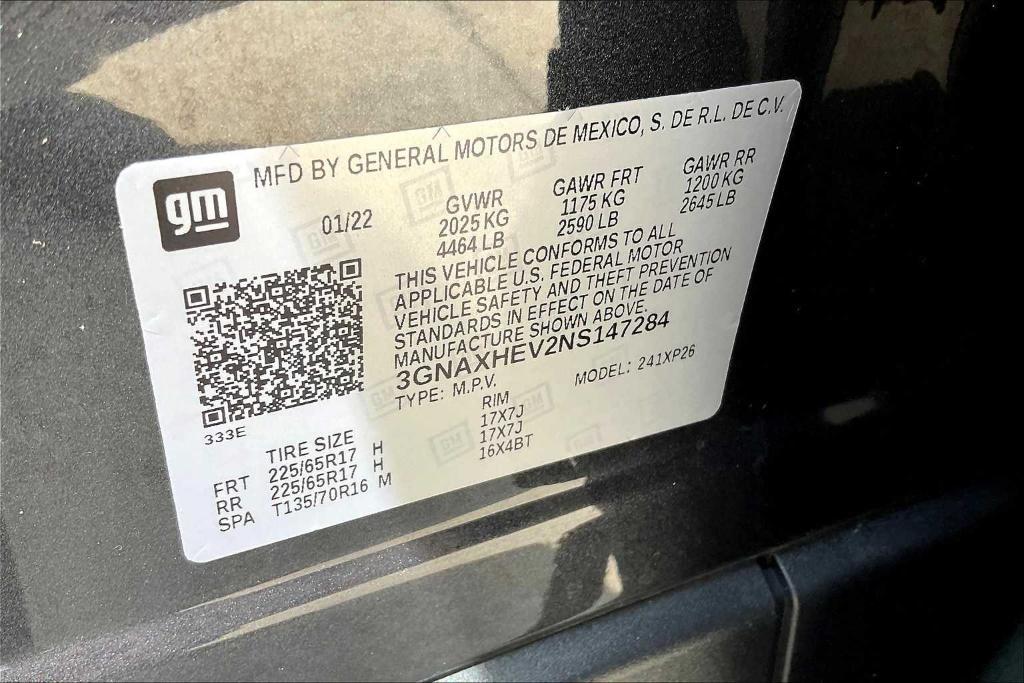 gm
MFD BY GENERAL MOTORS DE MEXICO, S. DE R.L. DE C.V.
01/22
GVWR
2025 KG
4464 LB
GAWR FRT
1175 KG
2590 LB
GAWR RR
1200 KG
2645 LB
THIS VEHICLE CONFORMS TO ALL
APPLICABLE U.S. FEDERAL MOTOR
VEHICLE SAFETY AND THEFT PREVENTION
STANDARDS IN EFFECT ON THE DATE OF
MANUFACTURE SHOWN ABOVE.
3GNAXHEV2NS147284
TYPE: M.P.V. MODEL: 241XP26
333E
TIRE SIZE RIM
FRT 225/65R17 H 17X7J
RR 225/65R17 H 17X7J
SPA T135/70R16 M 16X4BT